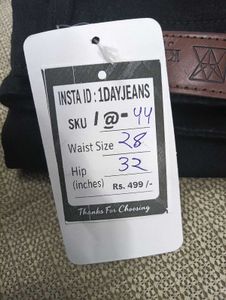 INSTA ID : 1DAYJEANS
SKU 1@-44
Waist Size 28
Hip 32
(inches) Rs. 499/-
Thanks For Choosing